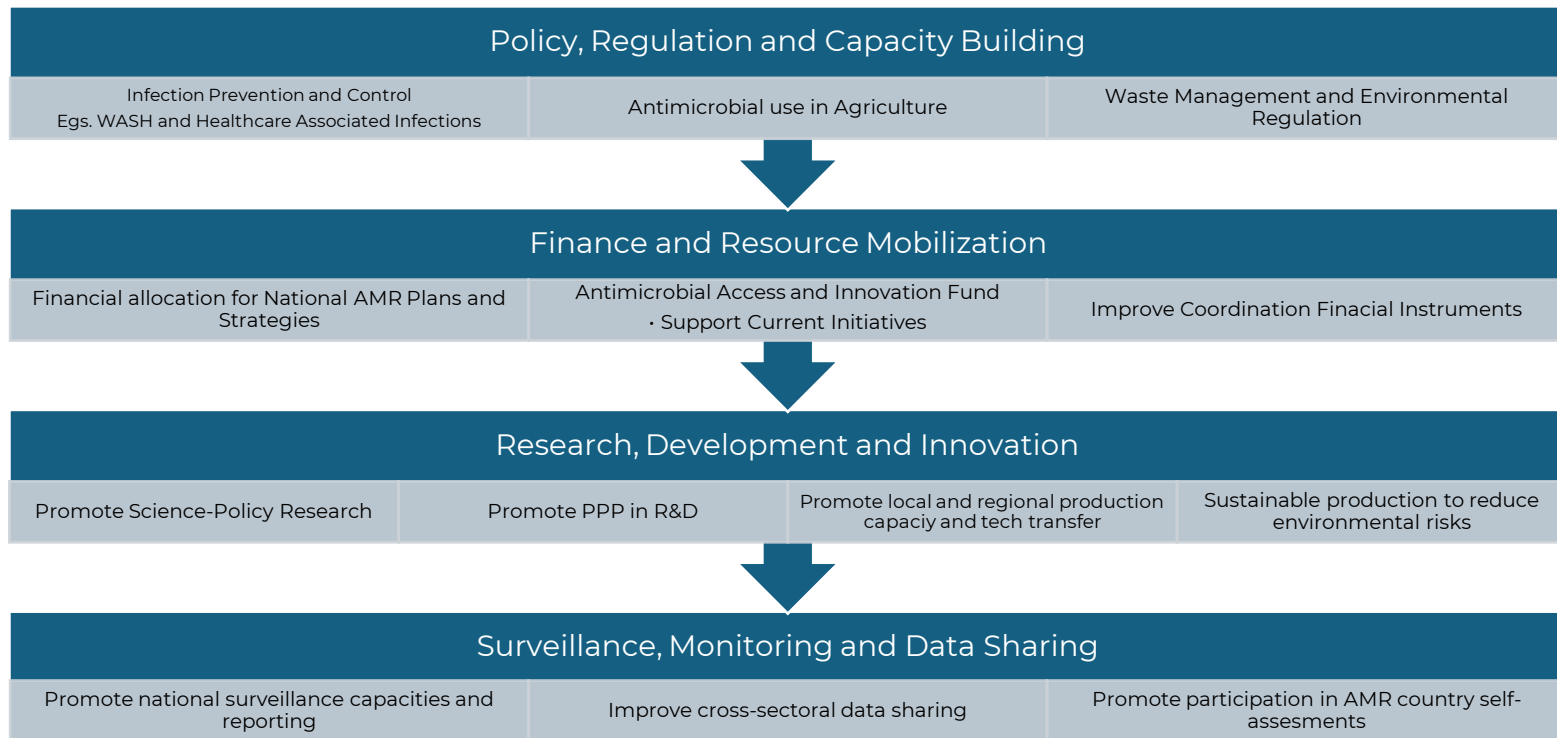 Policy, Regulation and Capacity Building
Infection Prevention and Control
Egs. WASH and Healthcare Associated Infections
Antimicrobial use in Agriculture
Waste Management and Environmental
Regulation
Finance and Resource Mobilization
Financial allocation for National AMR Plans and
Strategies
Antimicrobial Access and Innovation Fund
• Support Current Initiatives
Improve Coordination Finacial Instruments
Research, Development and Innovation
Promote Science-Policy Research
Promote PPP in R&D
Promote local and regional production
capaciy and tech transfer
Sustainable production to reduce
environmental risks
Surveillance, Monitoring and Data Sharing
Promote national surveillance capacities and
reporting
Improve cross-sectoral data sharing
Promote participation in AMR country self-
assesments